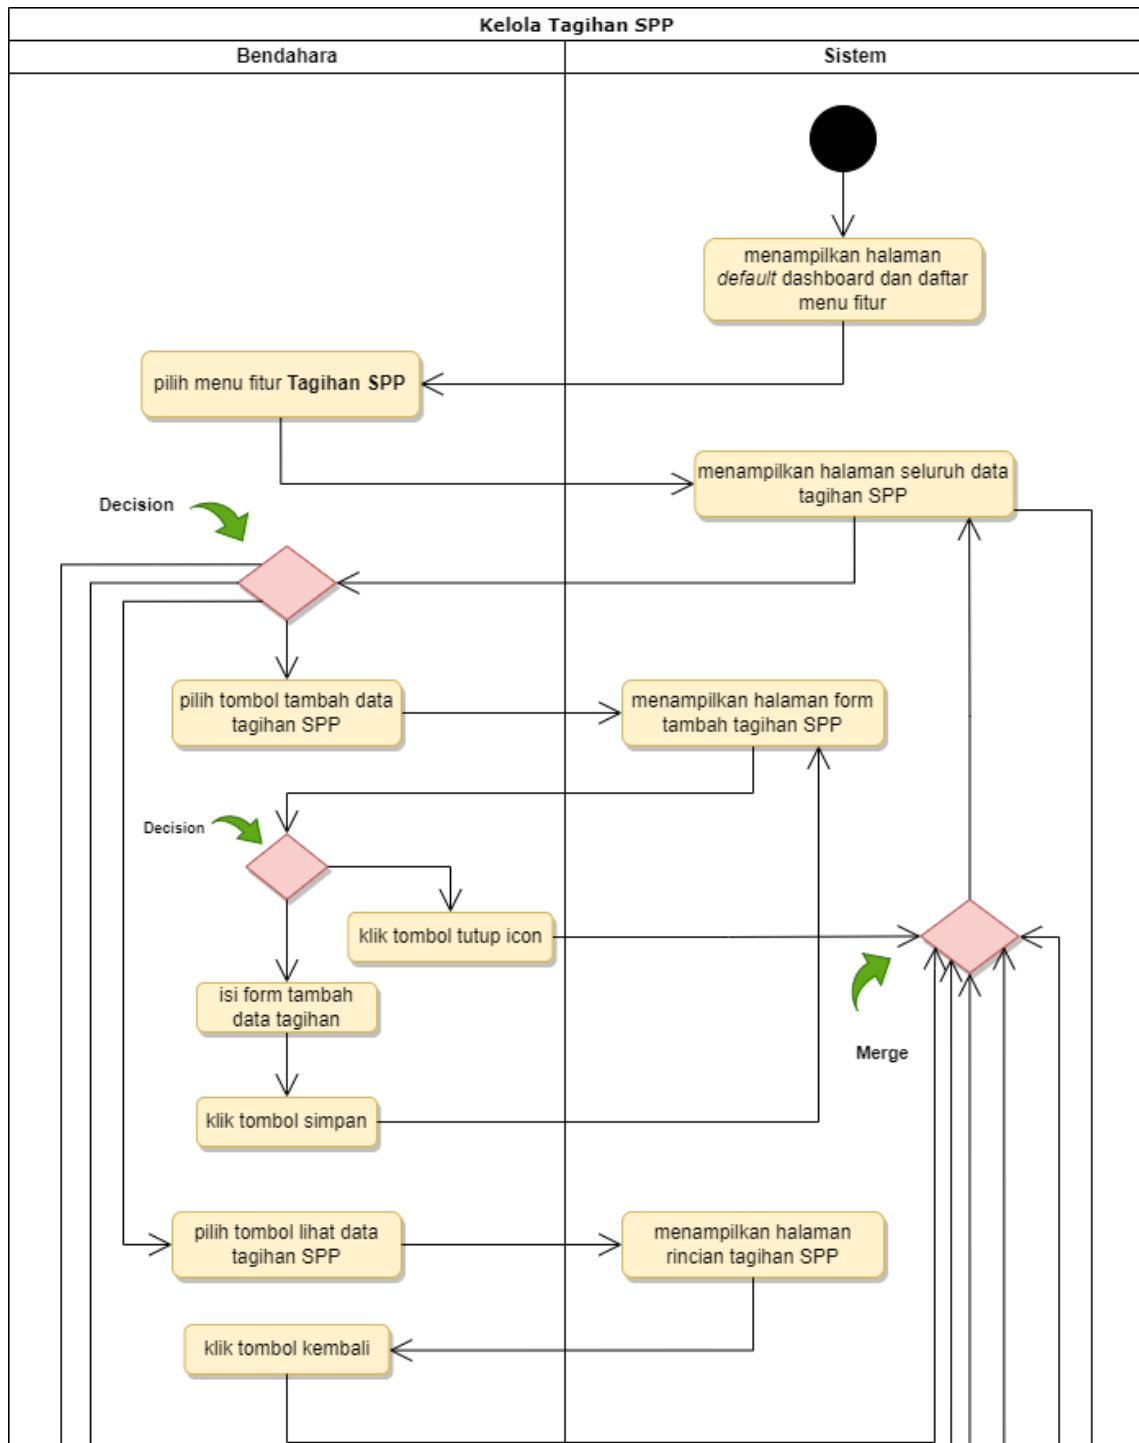 Kelola Tagihan SPP
Bendahara
Sistem
menampilkan halaman
default dashboard dan daftar
menu fitur
pilih menu fitur Tagihan SPP
menampilkan halaman seluruh data
tagihan SPP
Decision
pilih tombol tambah data
tagihan SPP
menampilkan halaman form
tambah tagihan SPP
Decision
klik tombol tutup icon
isi form tambah
data tagihan
Merge
klik tombol simpan
pilih tombol lihat data
tagihan SPP
menampilkan halaman
rincian tagihan SPP
klik tombol kembali